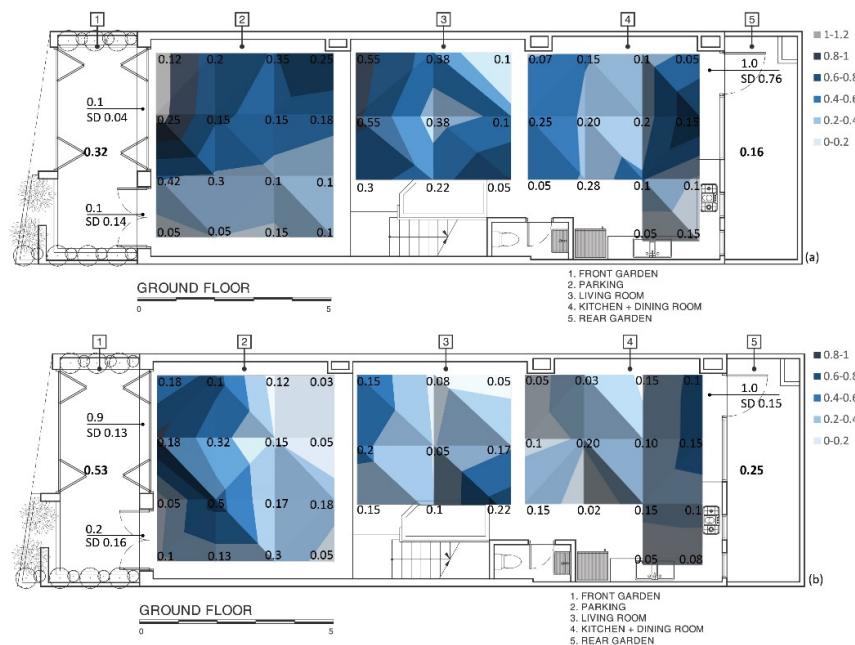 1 2 3 4 5
0.12 0.2 0.35 0.25 0.55 0.38 0.1 0.07 0.15 0.1 0.05 1.0
SD 0.76
1-1.2
0.8-1
0.6-0.8
0.4-0.6
0.2-0.4
0-0.2
0.1
SD 0.04
0.25 0.15 0.15 0.18 0.55 0.38 0.1 0.2 0.15
0.32 0.16
0.42 0.3 0.1 0.1 0.3 0.22 0.05 0.05 0.28 0.1 0.1
0.1
SD 0.14
0.05 0.05 0.15 0.1 0.05 0.15
(a)
GROUND FLOOR
0 5
1. FRONT GARDEN
2. PARKING
3. LIVING ROOM
4. KITCHEN + DINING ROOM
5. REAR GARDEN
1 2 3 4 5
0.18 0.1 0.12 0.03 0.15 0.08 0.05 0.05 0.03 0.15 0.1 1.0
SD 0.15
0.8-1
0.6-0.8
0.4-0.6
0.2-0.4
0-0.2
0.9
SD 0.13
0.18 0.32 0.15 0.05 0.2 0.05 0.17 0.1 0.20 0.10 0.15
0.53 0.25
0.05 0.5 0.17 0.18 0.15 0.1 0.22 0.15 0.02 0.15 0.1
0.2
SD 0.16
0.1 0.13 0.3 0.05 0.05 0.08
(b)
GROUND FLOOR
0 5
1. FRONT GARDEN
2. PARKING
3. LIVING ROOM
4. KITCHEN + DINING ROOM
5. REAR GARDEN